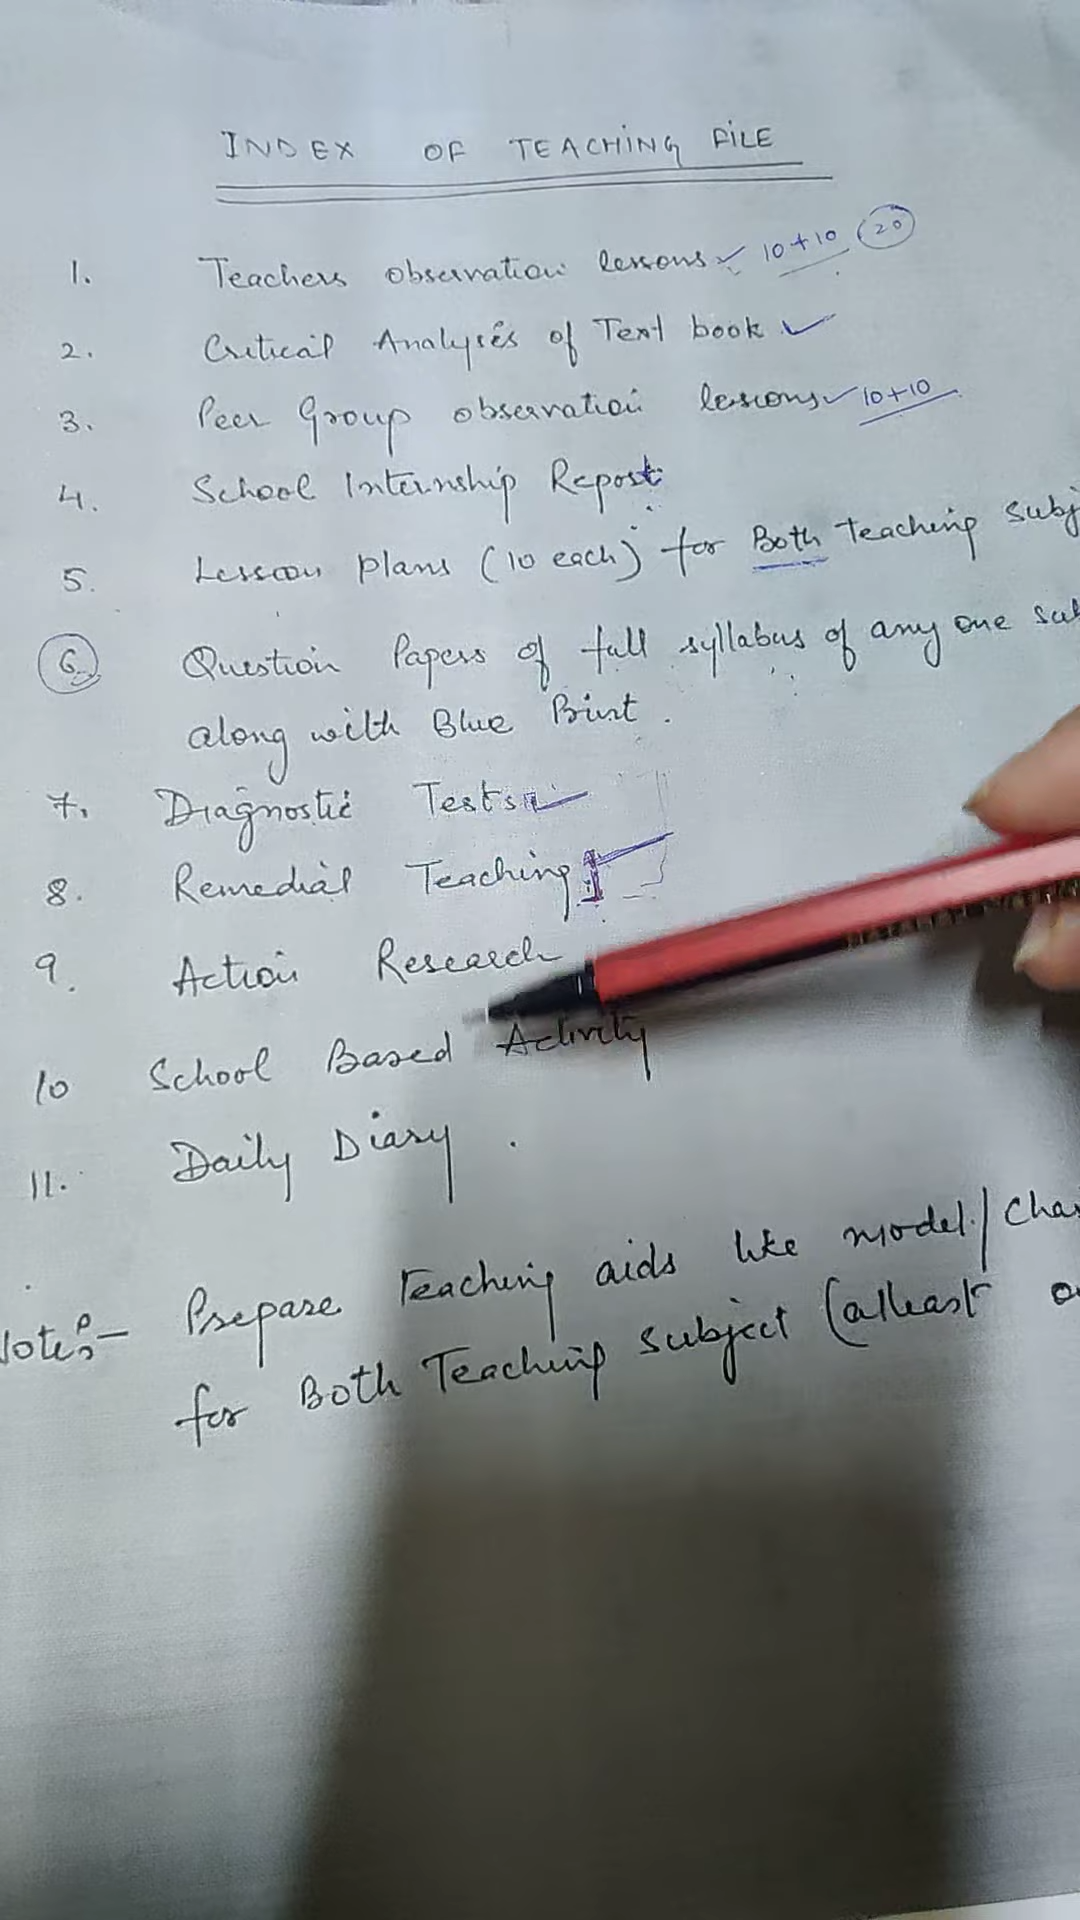 INDEX OF TEACHING FILE
1. Teachers observation lessons ✓ 10+10 20
2. Critical Analysis of Text book ✓
3. Peer Group observation lessons ✓ 10+10
4. School Internship Report
5. Lesson plans (10 each) for Both teaching
6. Question Papers of full syllabus of any one
along with Blue Print.
7. Diagnostic Tests ✓
8. Remedial Teaching
9. Action Research
10 School Based Activity
11. Daily Diary .
Note:- Prepare Teaching aids like model/
for Both Teaching subject (atleast